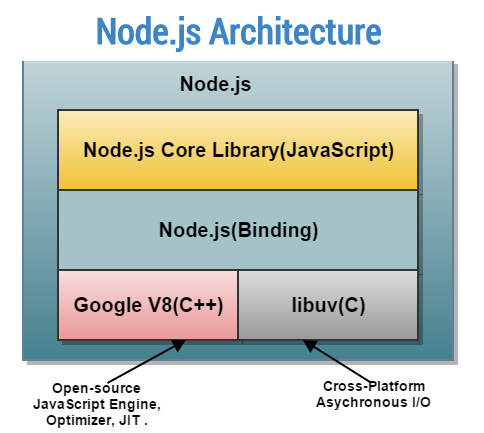 Node.js Architecture
Node.js
Node.js Core Library(JavaScript)
Node.js(Binding)
Google V8(C++)
libuv(C)
Open-source
JavaScript Engine,
Optimizer, JIT .
Cross-Platform
Asychronous I/O